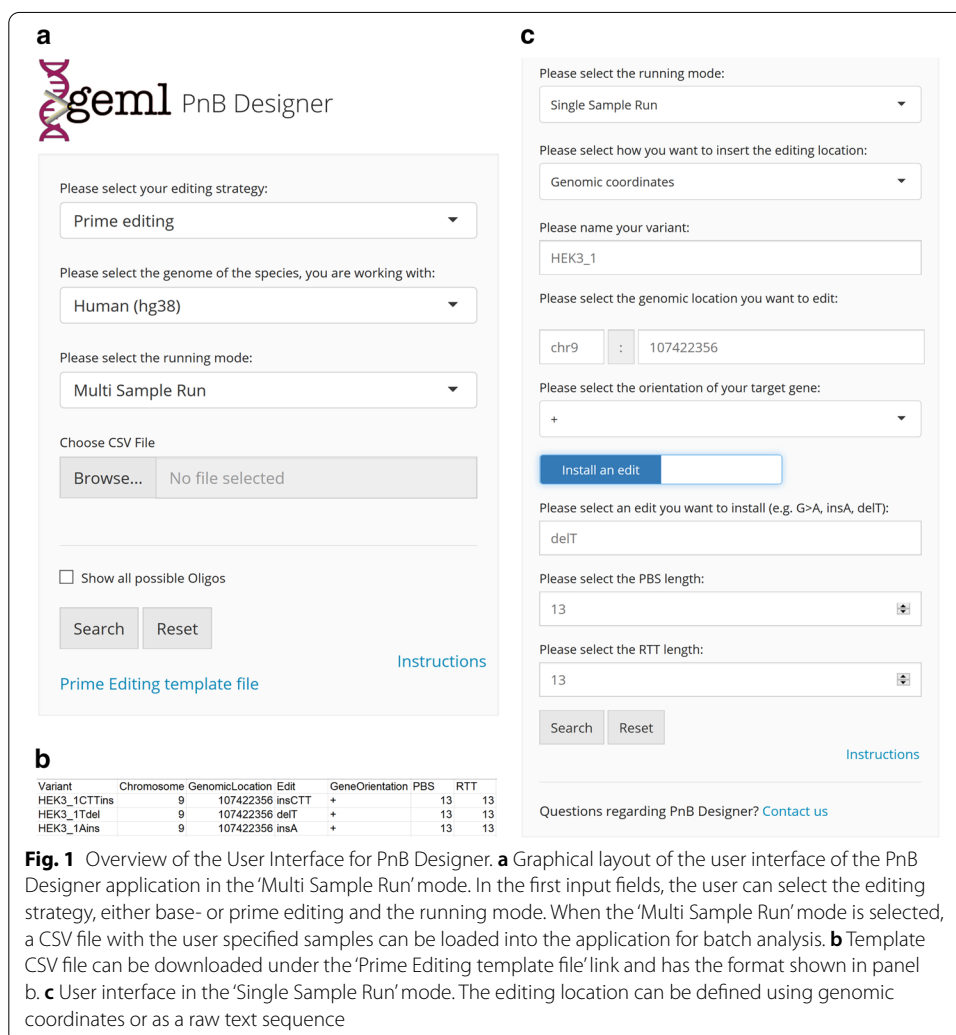 a
geml PnB Designer
Please select your editing strategy:
Prime editing
Please select the genome of the species, you are working with:
Human (hg38)
Please select the running mode:
Multi Sample Run
Choose CSV File
Browse... No file selected
Show all possible Oligos
Search Reset
Instructions
Prime Editing template file
b
Variant Chromosome GenomicLocation Edit GeneOrientation PBS RTT
HEK3_1CTTins 9 107422356 insCTT + 13 13
HEK3_1Tdel 9 107422356 delT + 13 13
HEK3_1Ains 9 107422356 insA + 13 13
c
Please select the running mode:
Single Sample Run
Please select how you want to insert the editing location:
Genomic coordinates
Please name your variant:
HEK3_1
Please select the genomic location you want to edit:
chr9 : 107422356
Please select the orientation of your target gene:
+
Install an edit
Please select an edit you want to install (e.g. G>A, insA, delT):
delT
Please select the PBS length:
13
Please select the RTT length:
13
Search Reset
Instructions
Questions regarding PnB Designer? Contact us
Fig. 1 Overview of the User Interface for PnB Designer. a Graphical layout of the user interface of the PnB
Designer application in the ‘Multi Sample Run’ mode. In the first input fields, the user can select the editing
strategy, either base- or prime editing and the running mode. When the ‘Multi Sample Run’ mode is selected,
a CSV file with the user specified samples can be loaded into the application for batch analysis. b Template
CSV file can be downloaded under the ‘Prime Editing template file’ link and has the format shown in panel
b. c User interface in the ‘Single Sample Run’ mode. The editing location can be defined using genomic
coordinates or as a raw text sequence